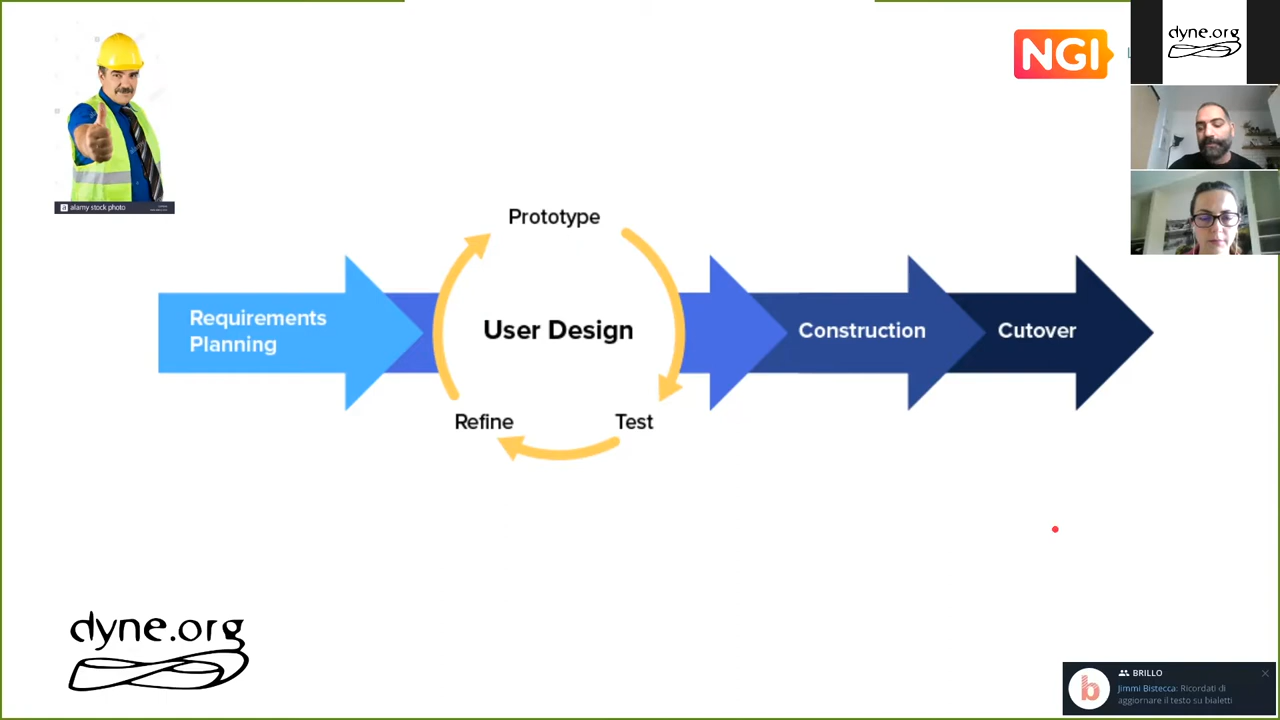 NGI
dyne.org
alamy stock photo
Prototype
Requirements
Planning
User Design
Construction
Cutover
Refine
Test
dyne.org
BRILLO
Jimmi Bistecca: Ricordati di
aggiornare il testo su bialetti